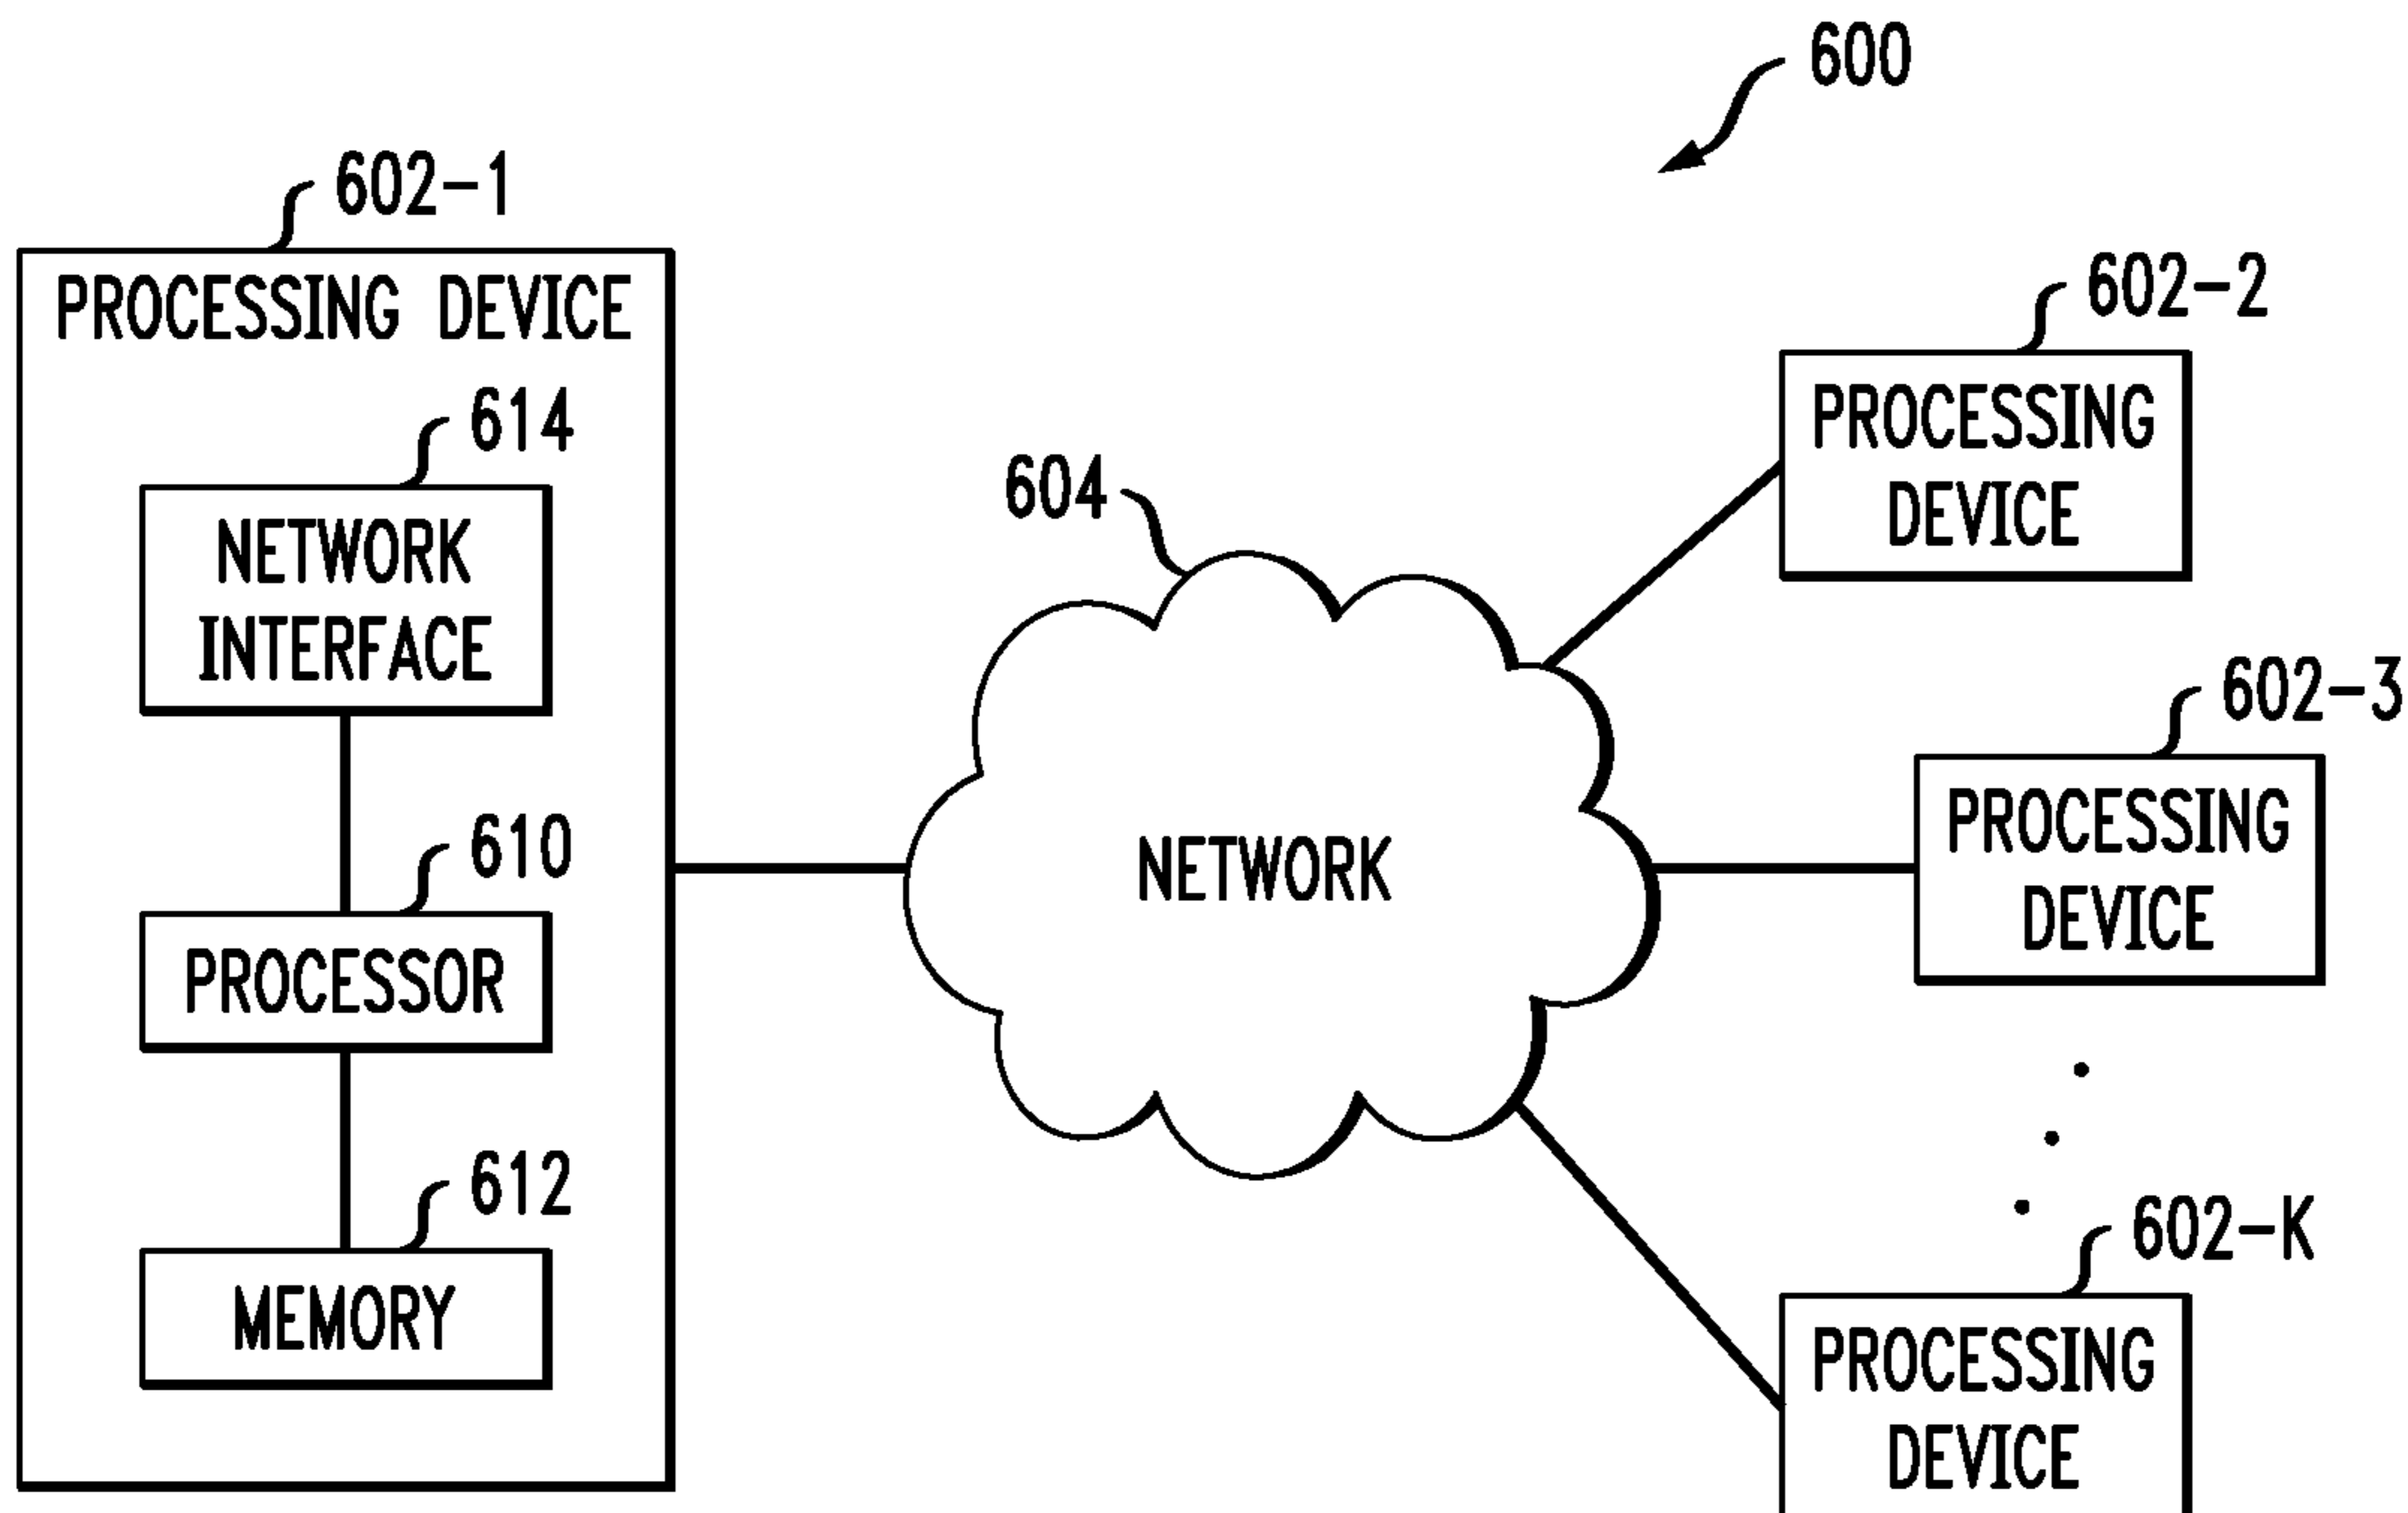 600
602-1
PROCESSING DEVICE
614
NETWORK
INTERFACE
610
PROCESSOR
612
MEMORY
604
NETWORK
602-2
PROCESSING
DEVICE
602-3
PROCESSING
DEVICE
602-K
PROCESSING
DEVICE